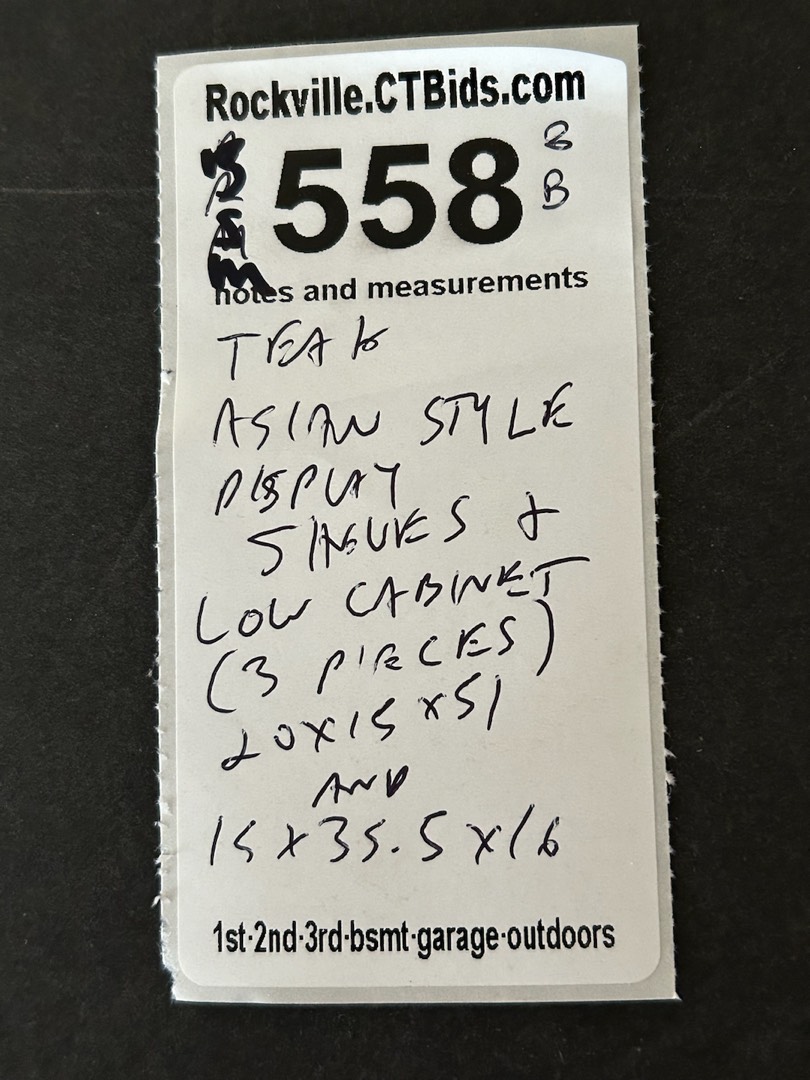 Rockville.CTBids.com
558
B
notes and measurements
TEAK
ASIAN STYLE
DISPLAY
SHELVES &
LOW CABINET
(3 PIECES)
20X15X51
AND
15X35.5X16
1st·2nd·3rd·bsmt·garage·outdoors